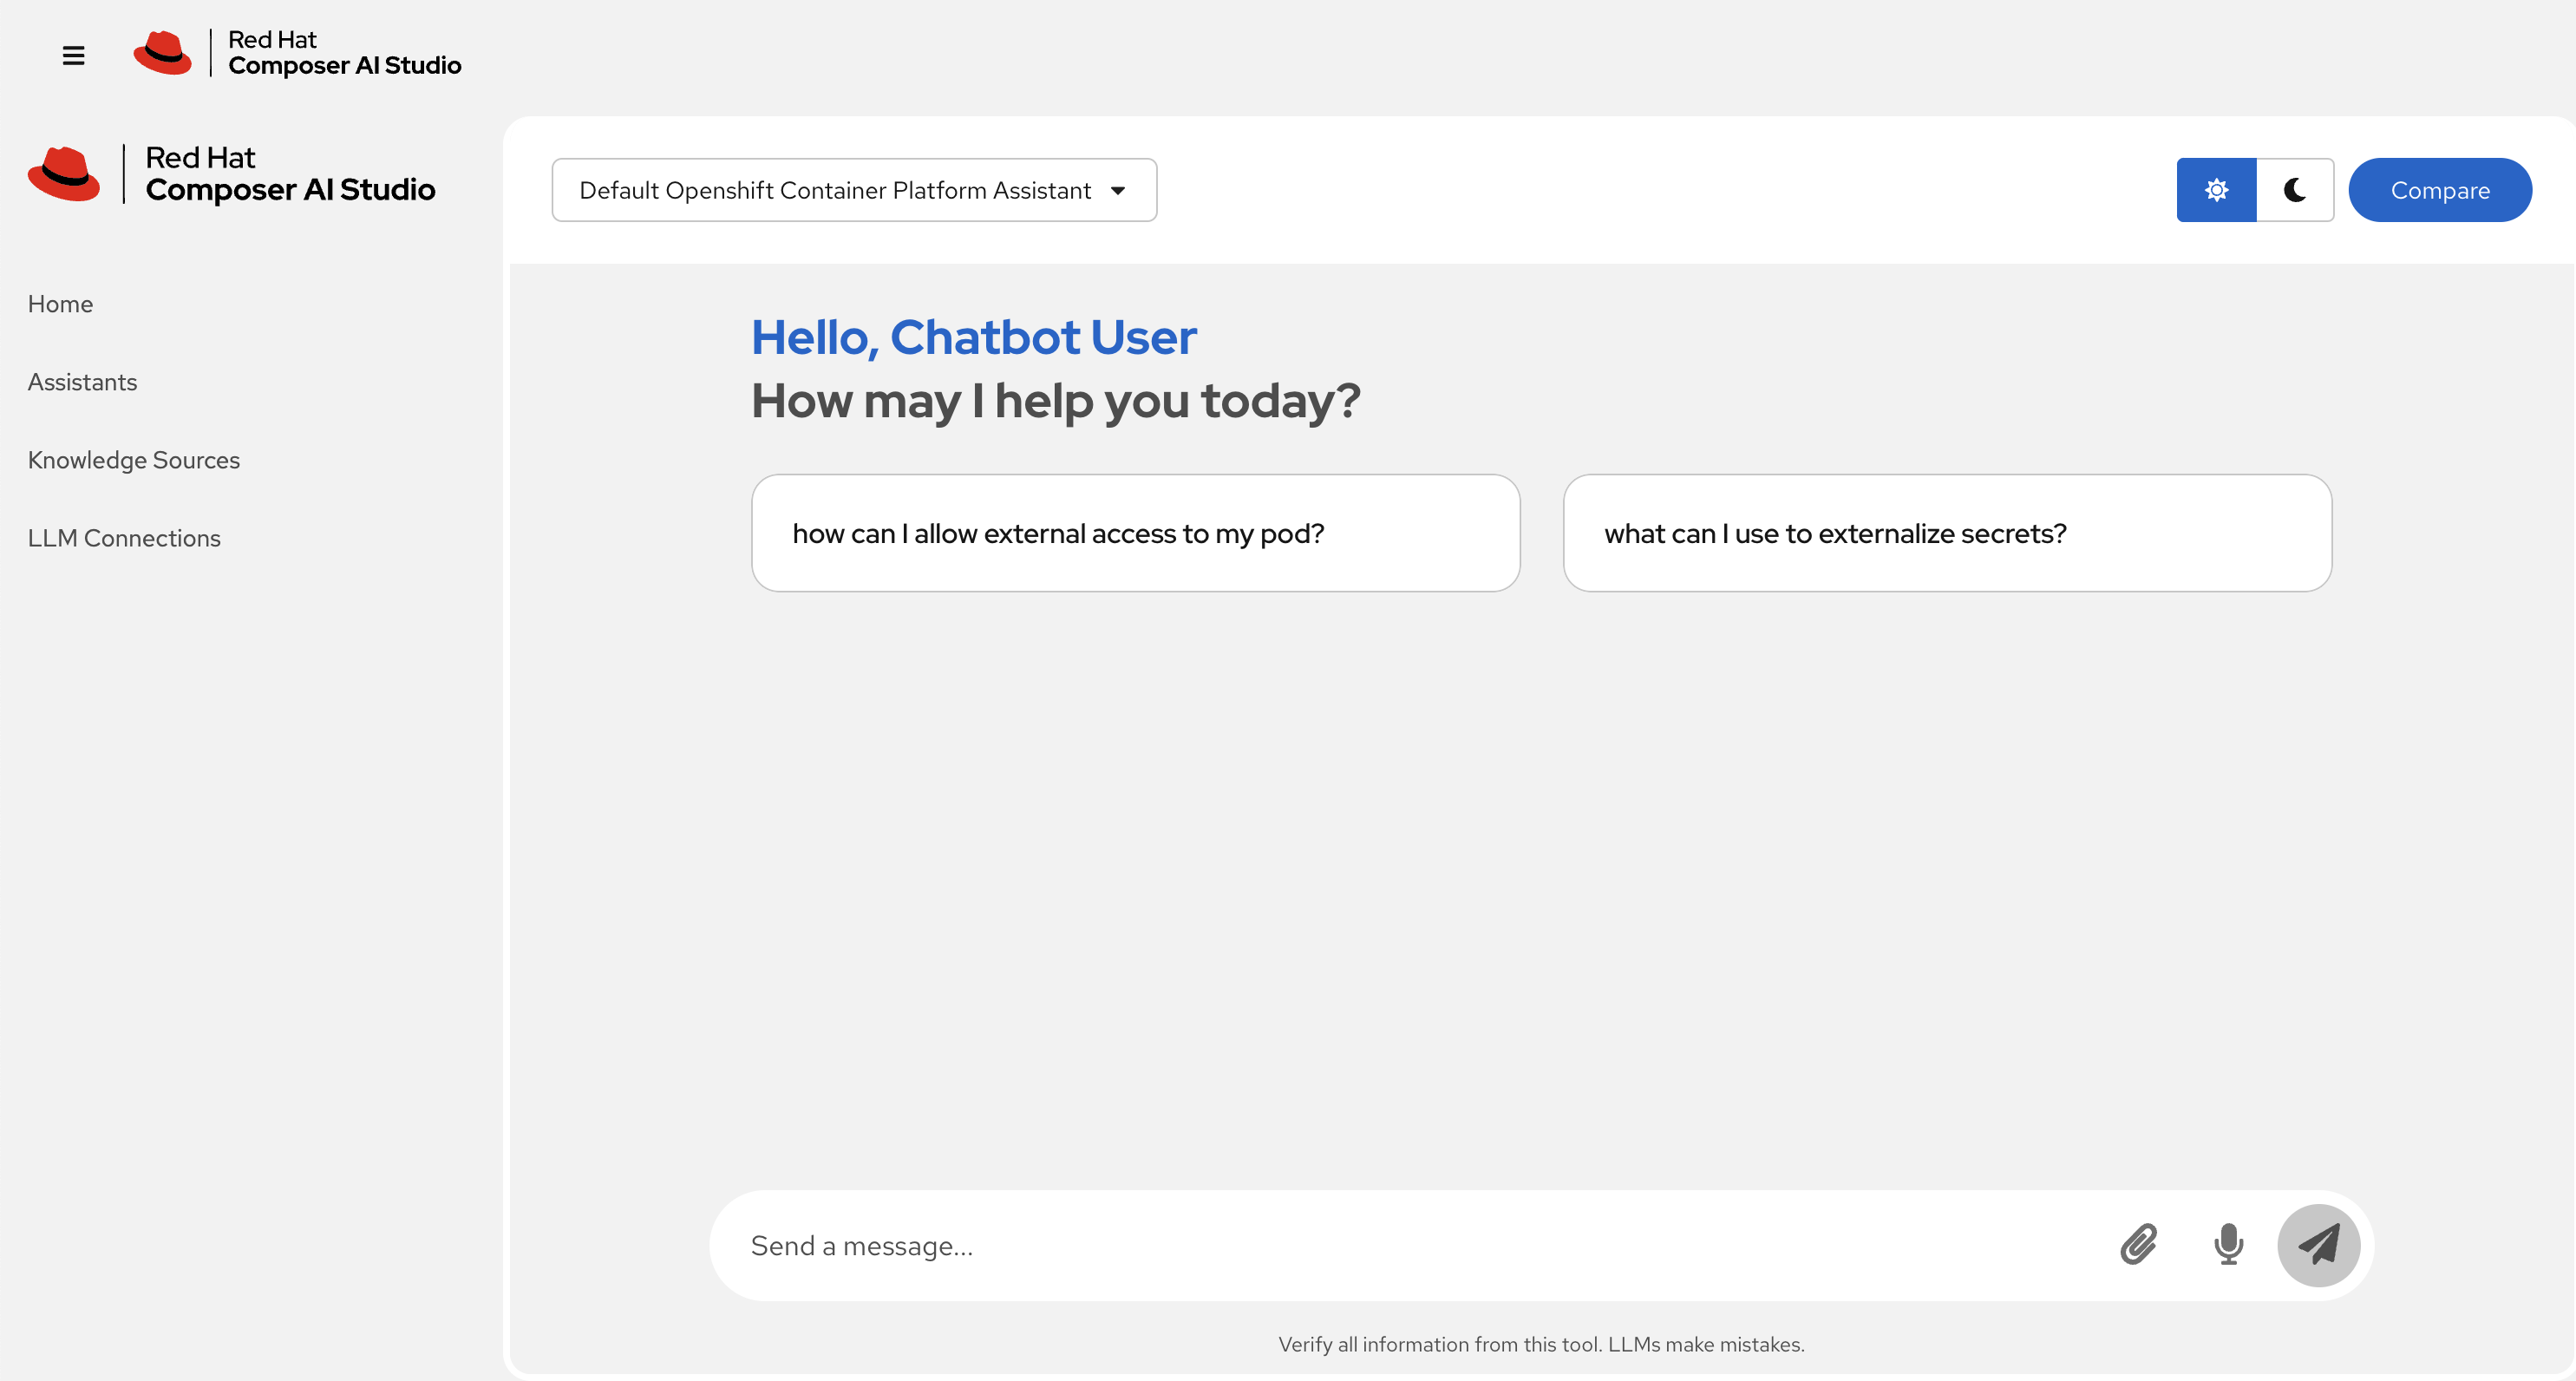 Red Hat
Composer AI Studio
Red Hat
Composer AI Studio
Home
Assistants
Knowledge Sources
LLM Connections
Default Openshift Container Platform Assistant
Compare
Hello, Chatbot User
How may I help you today?
how can I allow external access to my pod?
what can I use to externalize secrets?
Send a message...
Verify all information from this tool. LLMs make mistakes.